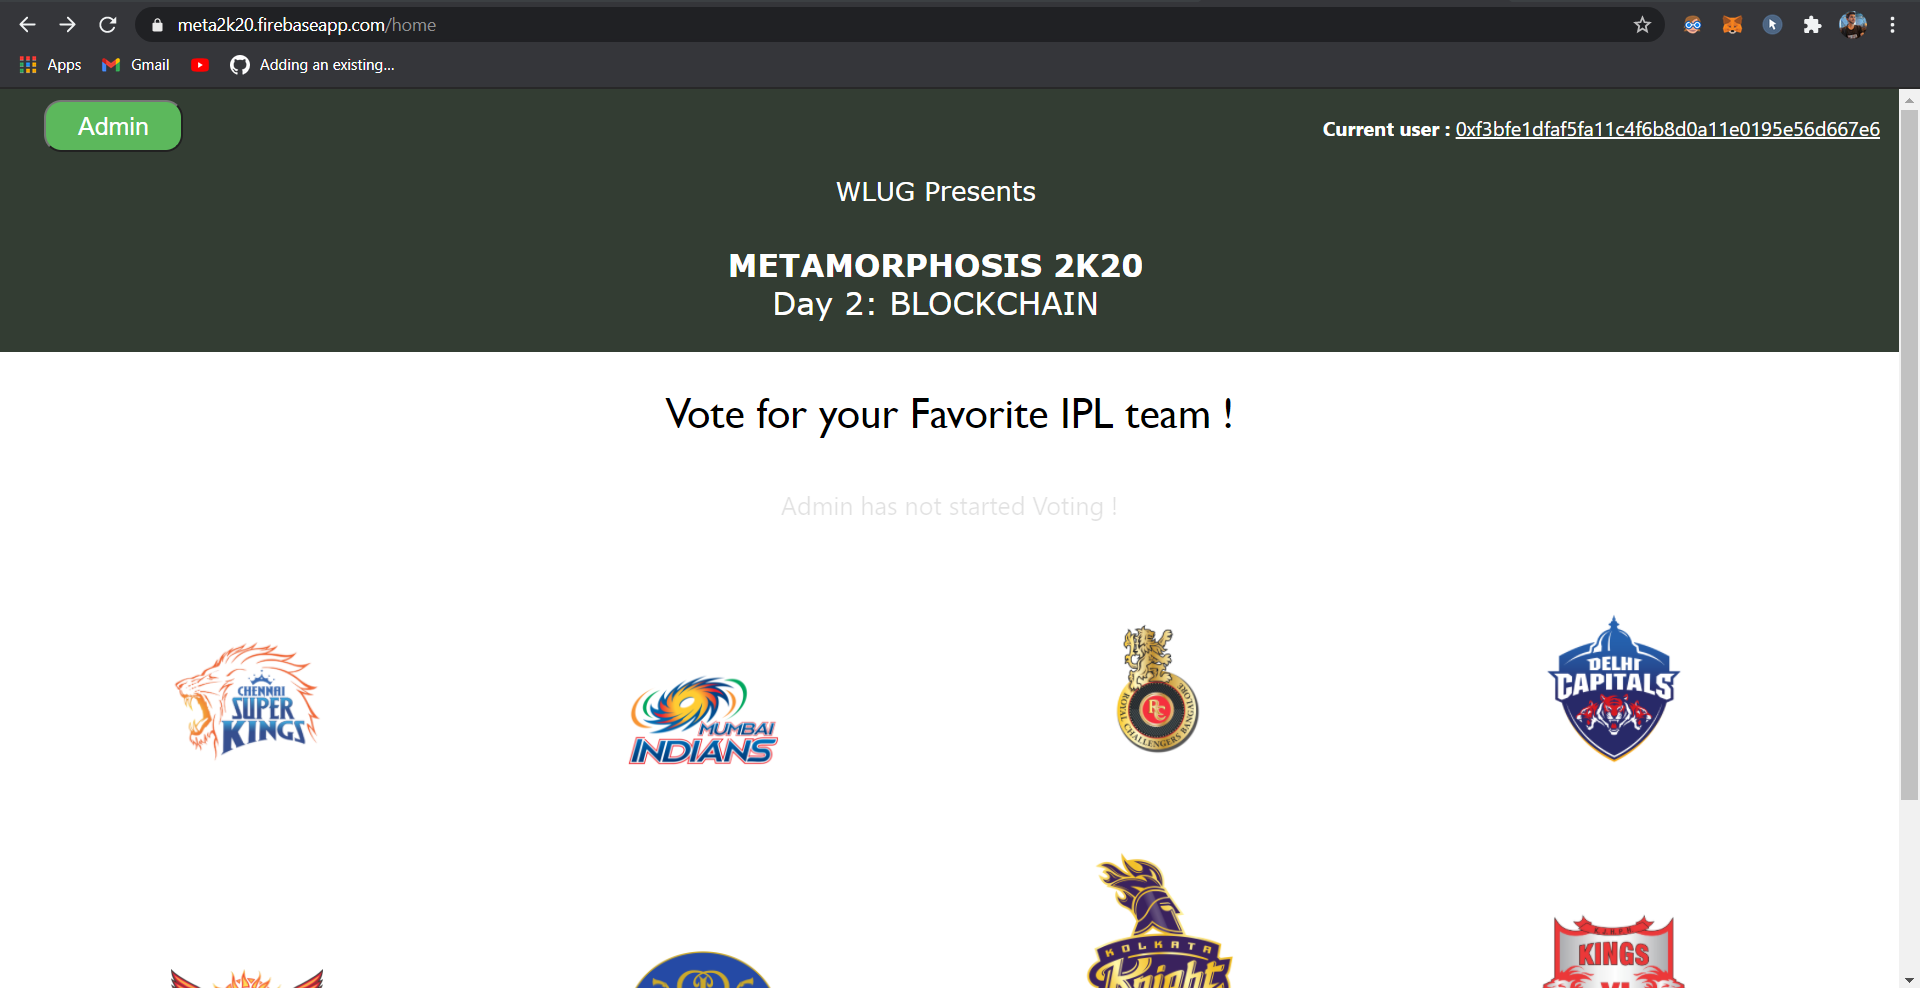 meta2k20.firebaseapp.com/home
Apps
Gmail
Adding an existing...
Admin
Current user : 0xf3bfe1dfaf5fa11c4f6b8d0a11e0195e56d667e6
WLUG Presents
METAMORPHOSIS 2K20
Day 2: BLOCKCHAIN
Vote for your Favorite IPL team !
Admin has not started Voting !
CHENNAI
SUPER
KINGS
MUMBAI
INDIANS
RC
ROYAL CHALLENGERS BANGALORE
DELHI
CAPITALS
KOLKATA
Knight
KINGS
XI